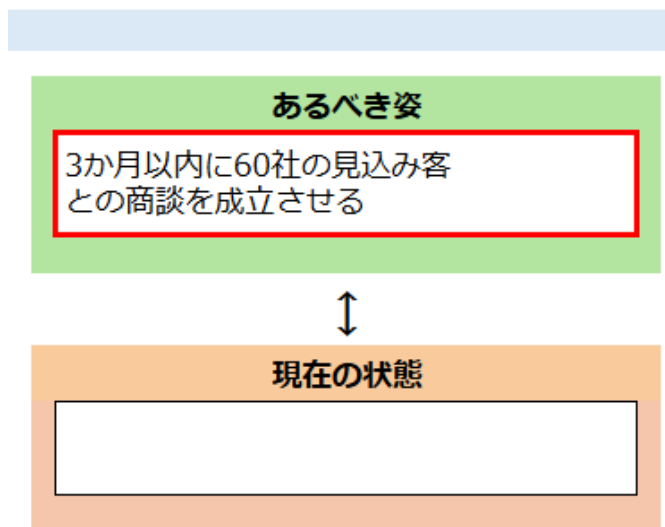 あるべき姿
3か月以内に60社の見込み客
との商談を成立させる
↕
現在の状態